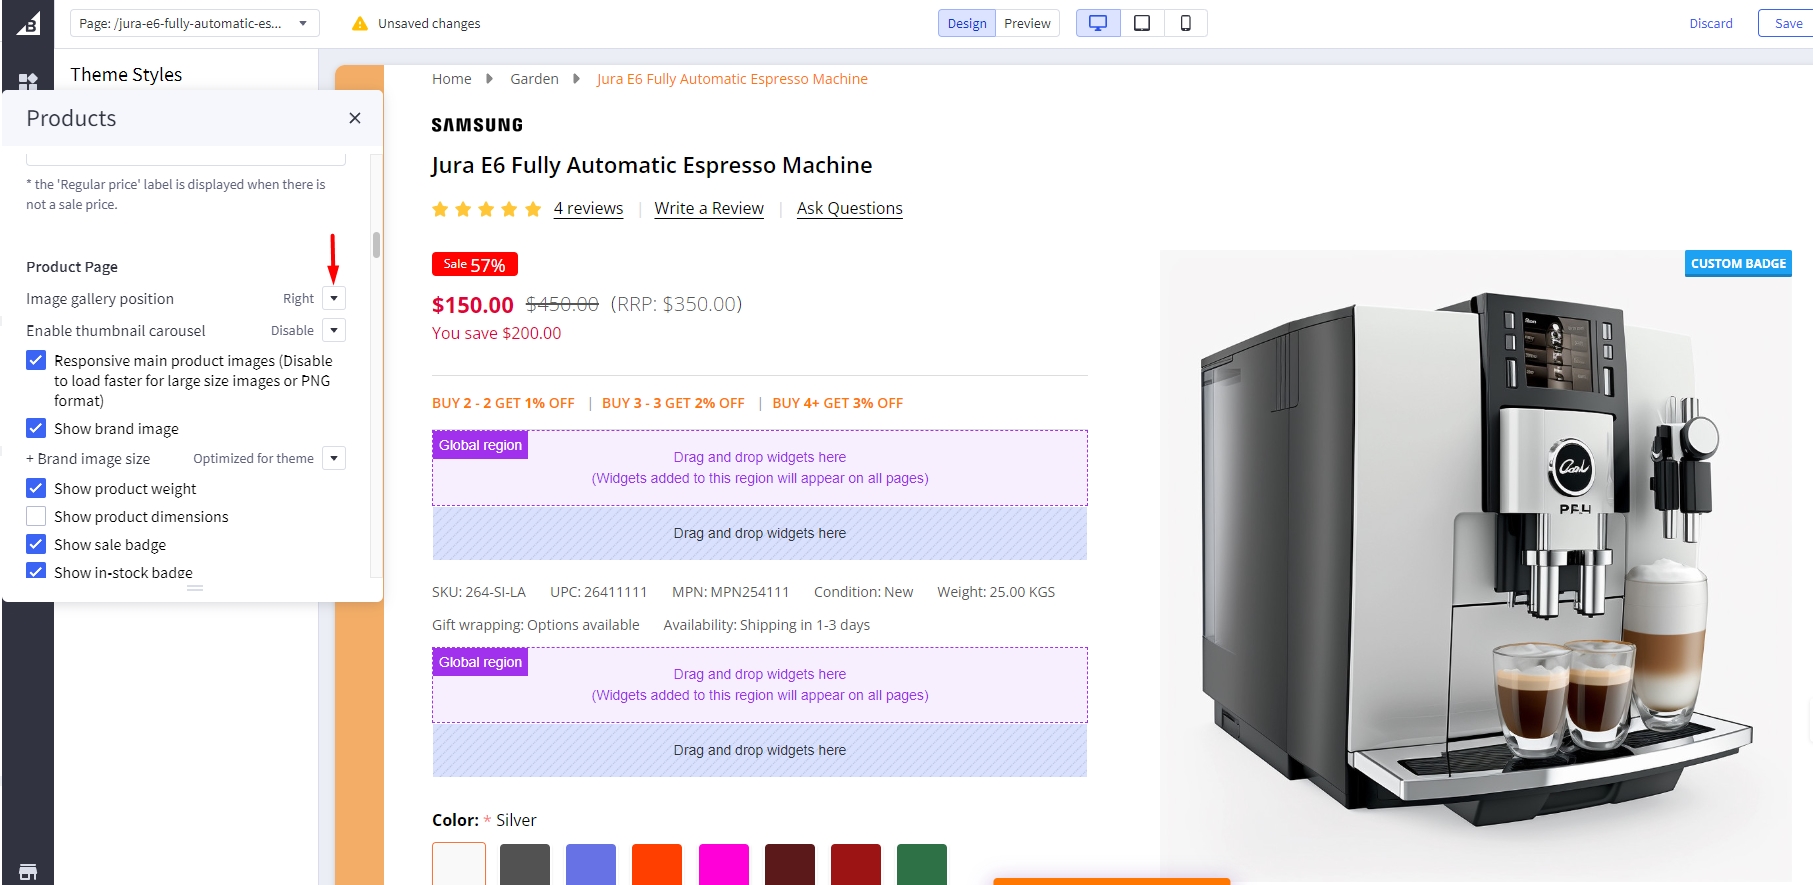 Page: /jura-e6-fully-automatic-es...
Unsaved changes
Design
Preview
Discard
Save
Theme Styles
Products
* the 'Regular price' label is displayed when there is
not a sale price.
Product Page
Image gallery position Right
Enable thumbnail carousel Disable
Responsive main product images (Disable
to load faster for large size images or PNG
format)
Show brand image
+ Brand image size Optimized for theme
Show product weight
Show product dimensions
Show sale badge
Show in-stock badge
Home Garden Jura E6 Fully Automatic Espresso Machine
SAMSUNG
Jura E6 Fully Automatic Espresso Machine
4 reviews | Write a Review | Ask Questions
Sale 57%
$150.00 $450.00 (RRP: $350.00)
You save $200.00
BUY 2 - 2 GET 1% OFF | BUY 3 - 3 GET 2% OFF | BUY 4+ GET 3% OFF
Global region
Drag and drop widgets here
(Widgets added to this region will appear on all pages)
Drag and drop widgets here
SKU: 264-SI-LA UPC: 26411111 MPN: MPN254111 Condition: New Weight: 25.00 KGS
Gift wrapping: Options available Availability: Shipping in 1-3 days
Global region
Drag and drop widgets here
(Widgets added to this region will appear on all pages)
Drag and drop widgets here
Color: * Silver
CUSTOM BADGE